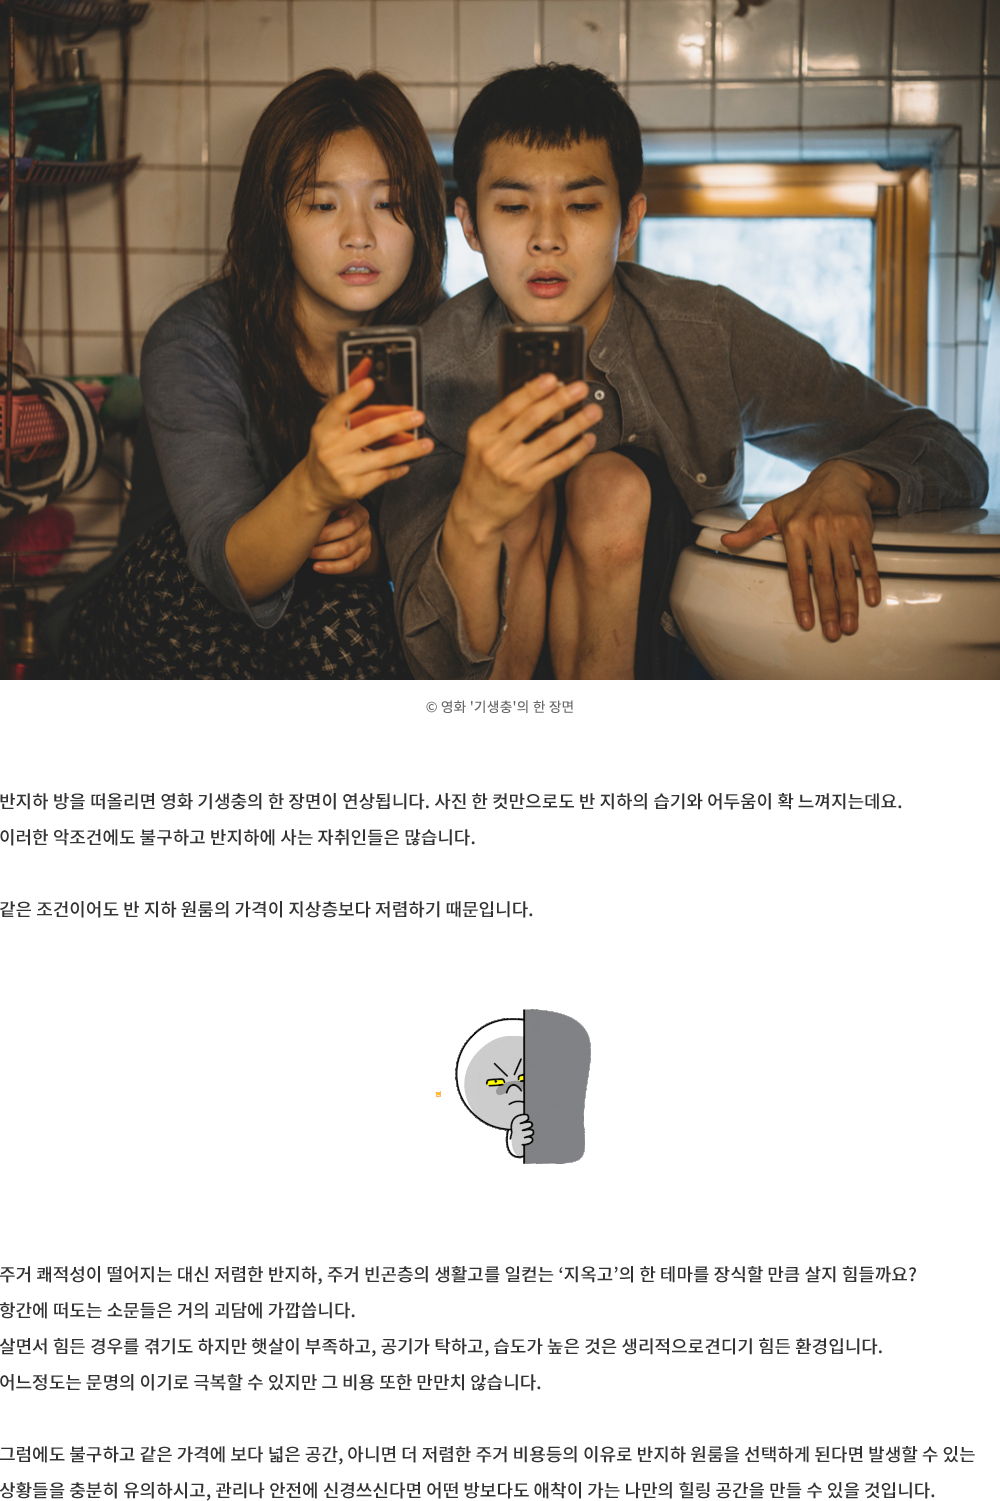 © 영화 '기생충'의 한 장면
반지하 방을 떠올리면 영화 기생충의 한 장면이 연상됩니다. 사진 한 컷만으로도 반 지하의 습기와 어두움이 확 느껴지는데요.
이러한 악조건에도 불구하고 반지하에 사는 자취인들은 많습니다.
같은 조건이어도 반 지하 원룸의 가격이 지상층보다 저렴하기 때문입니다.
주거 쾌적성이 떨어지는 대신 저렴한 반지하, 주거 빈곤층의 생활고를 일컫는 ‘지옥고’의 한 테마를 장식할 만큼 살지 힘들까요?
항간에 떠도는 소문들은 거의 괴담에 가깝씁니다.
살면서 힘든 경우를 겪기도 하지만 햇살이 부족하고, 공기가 탁하고, 습도가 높은 것은 생리적으로견디기 힘든 환경입니다.
어느정도는 문명의 이기로 극복할 수 있지만 그 비용 또한 만만치 않습니다.
그럼에도 불구하고 같은 가격에 보다 넓은 공간, 아니면 더 저렴한 주거 비용등의 이유로 반지하 원룸을 선택하게 된다면 발생할 수 있는
상황들을 충분히 유의하시고, 관리나 안전에 신경쓰신다면 어떤 방보다도 애착이 가는 나만의 힐링 공간을 만들 수 있을 것입니다.